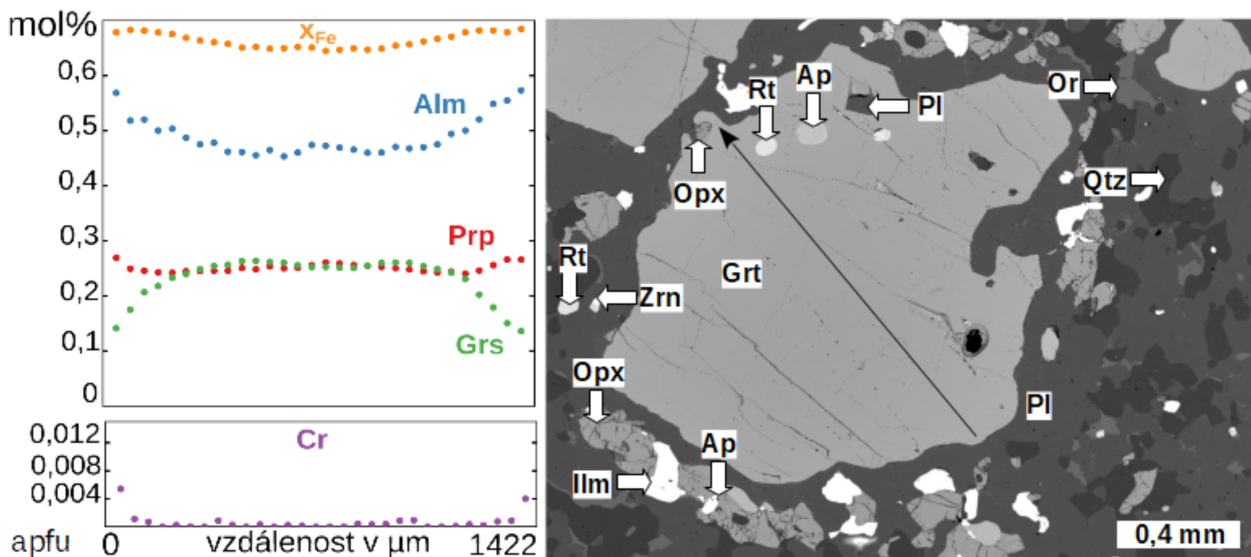 mol%
xFe
0,6
Alm
0,5
0,4
0,3
Prp
0,2
Grs
0,1
0
Cr
0,012
0,008
0,004
apfu 0 vzdálenost v µm 1422
Ap
Rt
Pl
Or
Opx
Qtz
Rt
Grt
Zrn
Opx
Pl
Ap
Ilm
0,4 mm